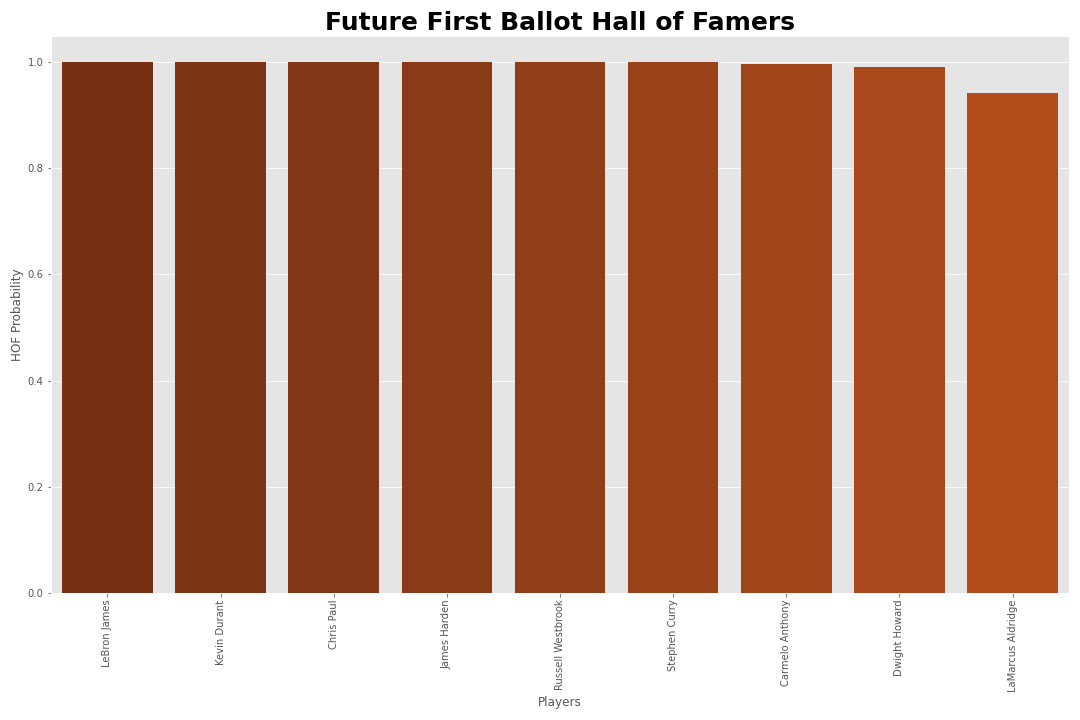 Future First Ballot Hall of Famers
HOF Probability
1.0
0.8
0.6
0.4
0.2
0.0
LeBron James
Kevin Durant
Chris Paul
James Harden
Russell Westbrook
Stephen Curry
Carmelo Anthony
Dwight Howard
LaMarcus Aldridge
Players